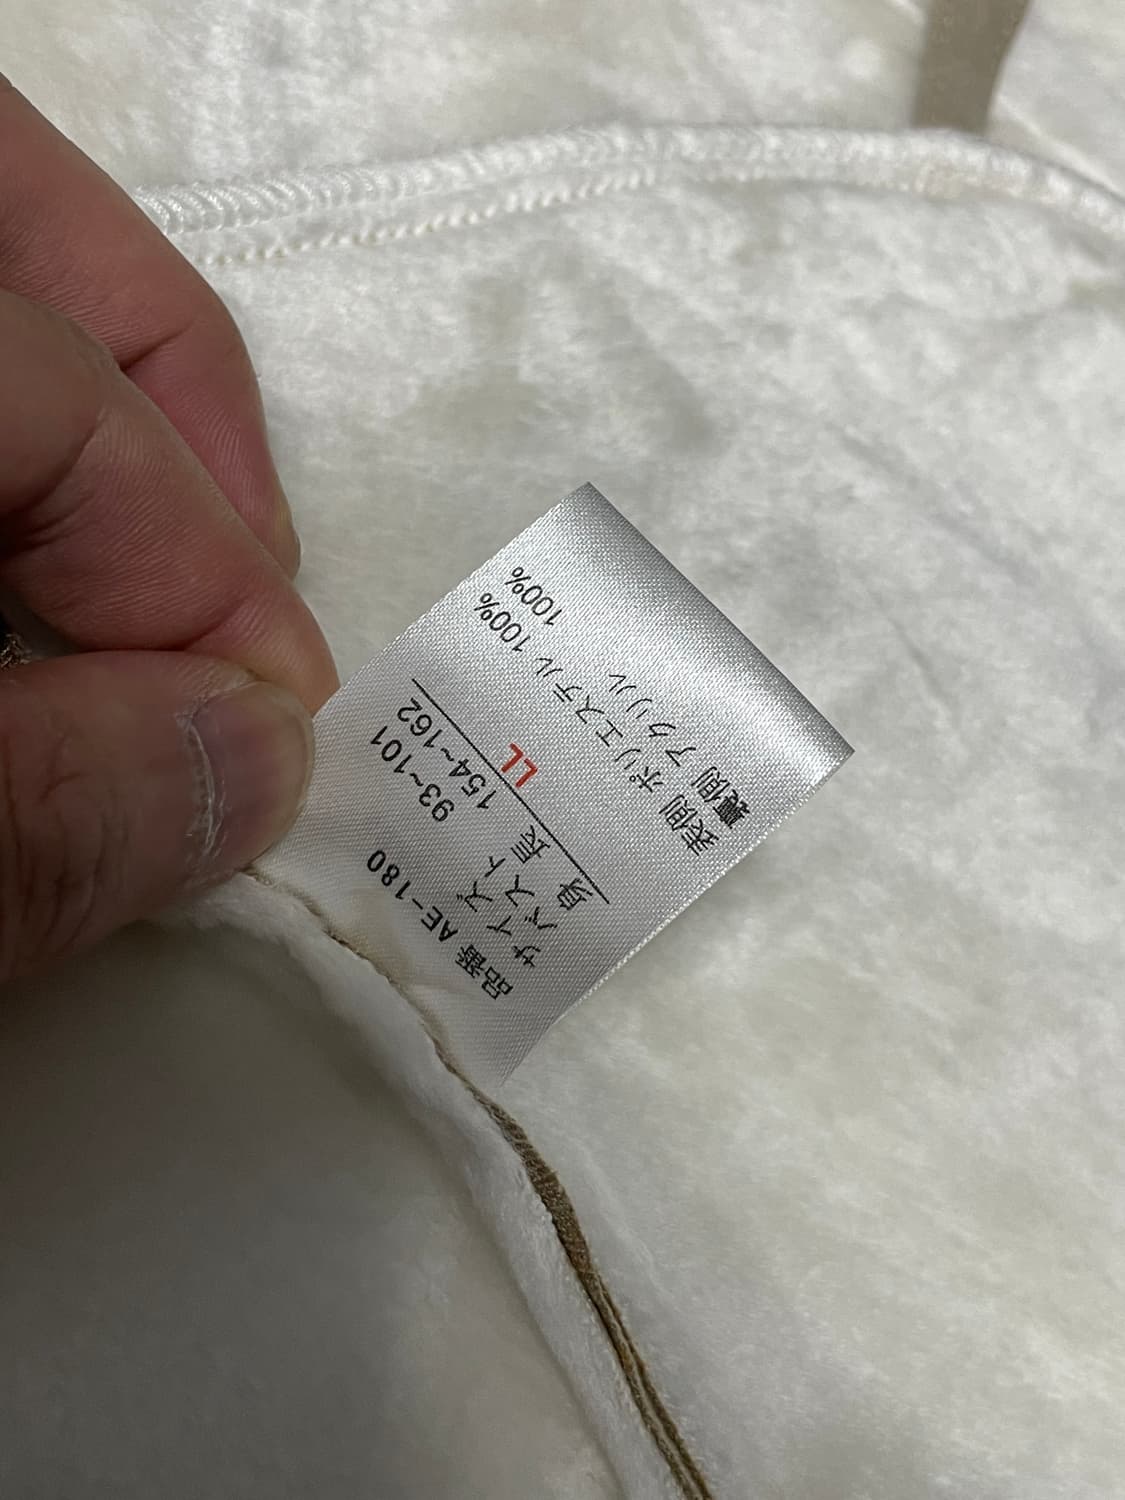 品番 AE-180
サイズ
バスト 93~101
身 長 154~162
LL
表側 ポリエステル 100%
裏側 アクリル 100%